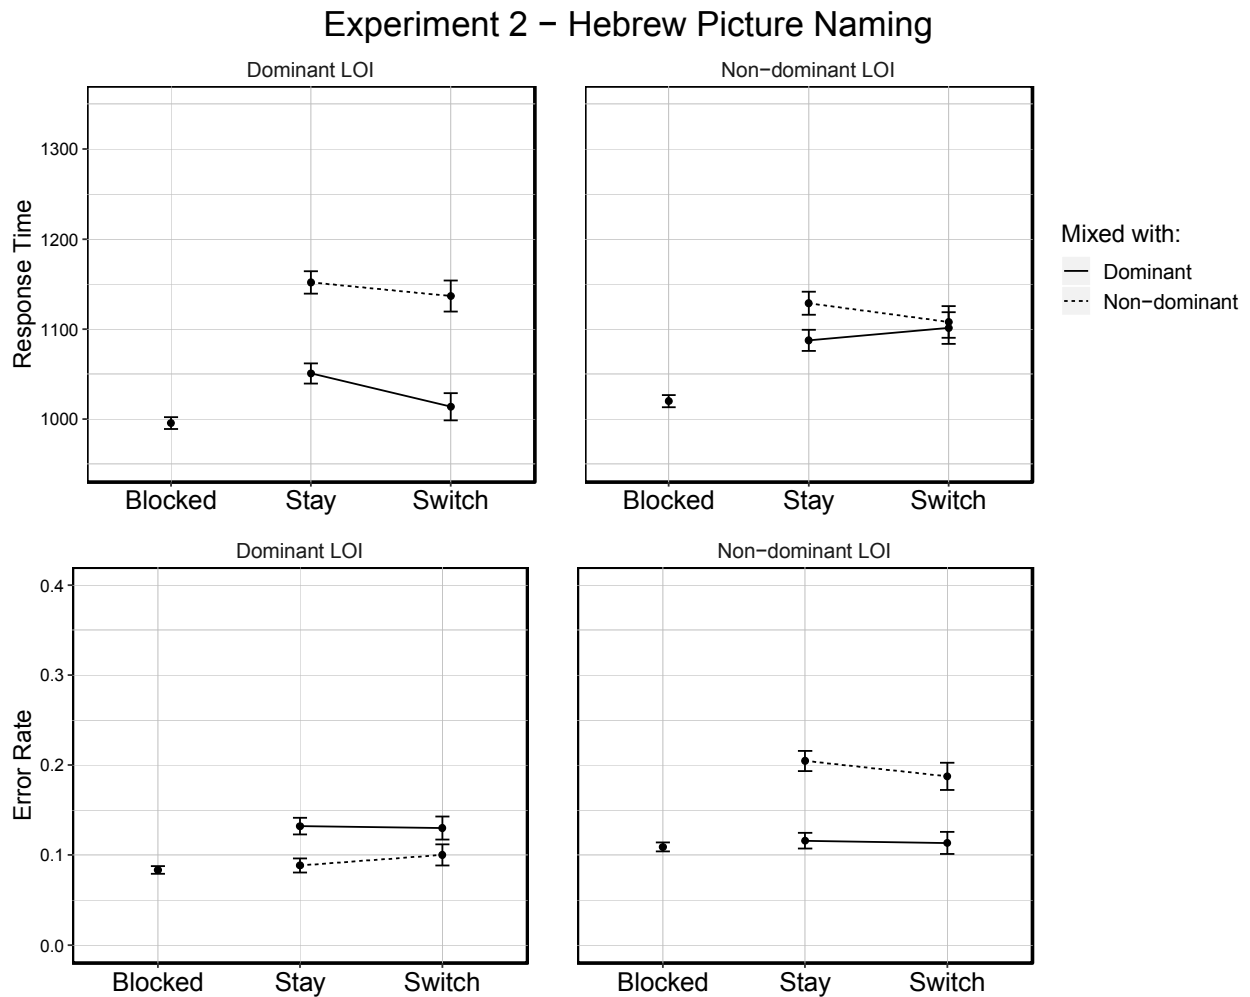 Experiment 2 − Hebrew Picture Naming
Dominant LOI
Non−dominant LOI
Response Time
1300
1200
1100
1000
Blocked
Stay
Switch
Blocked
Stay
Switch
Mixed with:
Dominant
Non−dominant
Dominant LOI
Non−dominant LOI
Error Rate
0.4
0.3
0.2
0.1
0.0
Blocked
Stay
Switch
Blocked
Stay
Switch